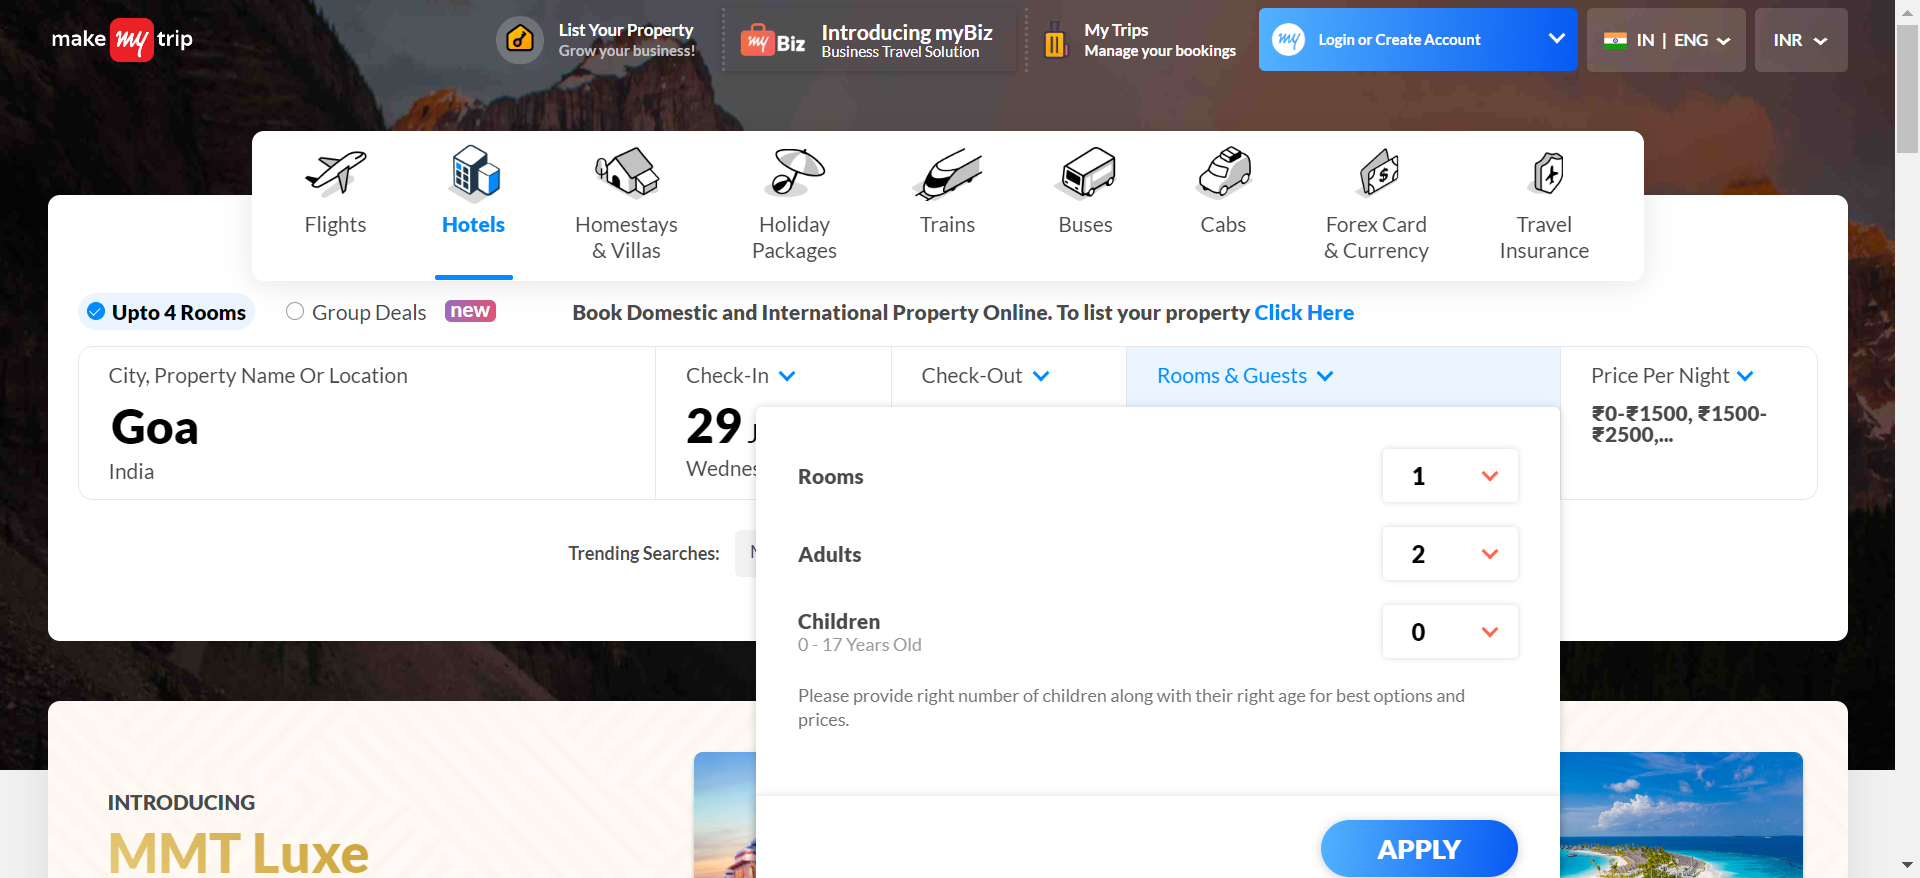 make my trip
List Your Property
Grow your business!
my Biz
Introducing myBiz
Business Travel Solution
My Trips
Manage your bookings
my
Login or Create Account
IN | ENG
INR
Flights
Hotels
Homestays
& Villas
Holiday
Packages
Trains
Buses
Cabs
Forex Card
& Currency
Travel
Insurance
Upto 4 Rooms
Group Deals
new
Book Domestic and International Property Online. To list your property Click Here
City, Property Name Or Location
Goa
India
Check-In
29 J
Wednes
Check-Out
Rooms & Guests
Price Per Night
₹0-₹1500, ₹1500-
₹2500,...
Rooms
1
Adults
2
Children
0 - 17 Years Old
0
Please provide right number of children along with their right age for best options and
prices.
APPLY
Trending Searches:
INTRODUCING
MMT Luxe